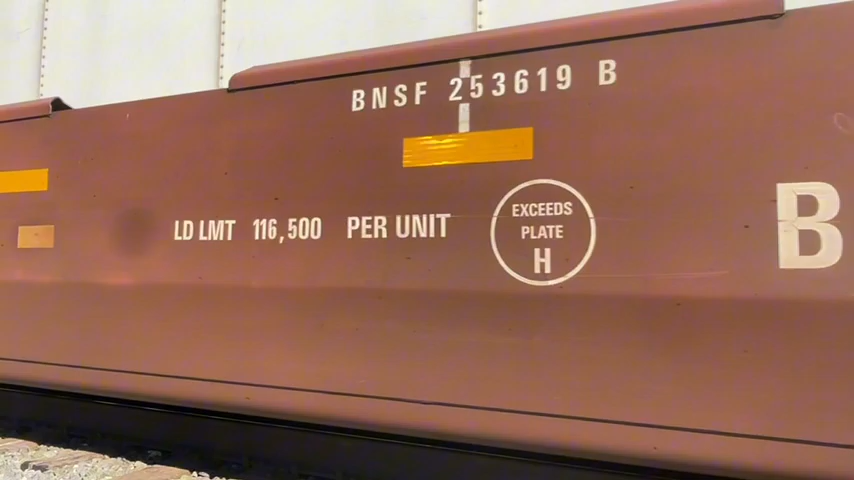 BNSF 253619 B
LD LMT 116,500 PER UNIT
EXCEEDS
PLATE
H
B